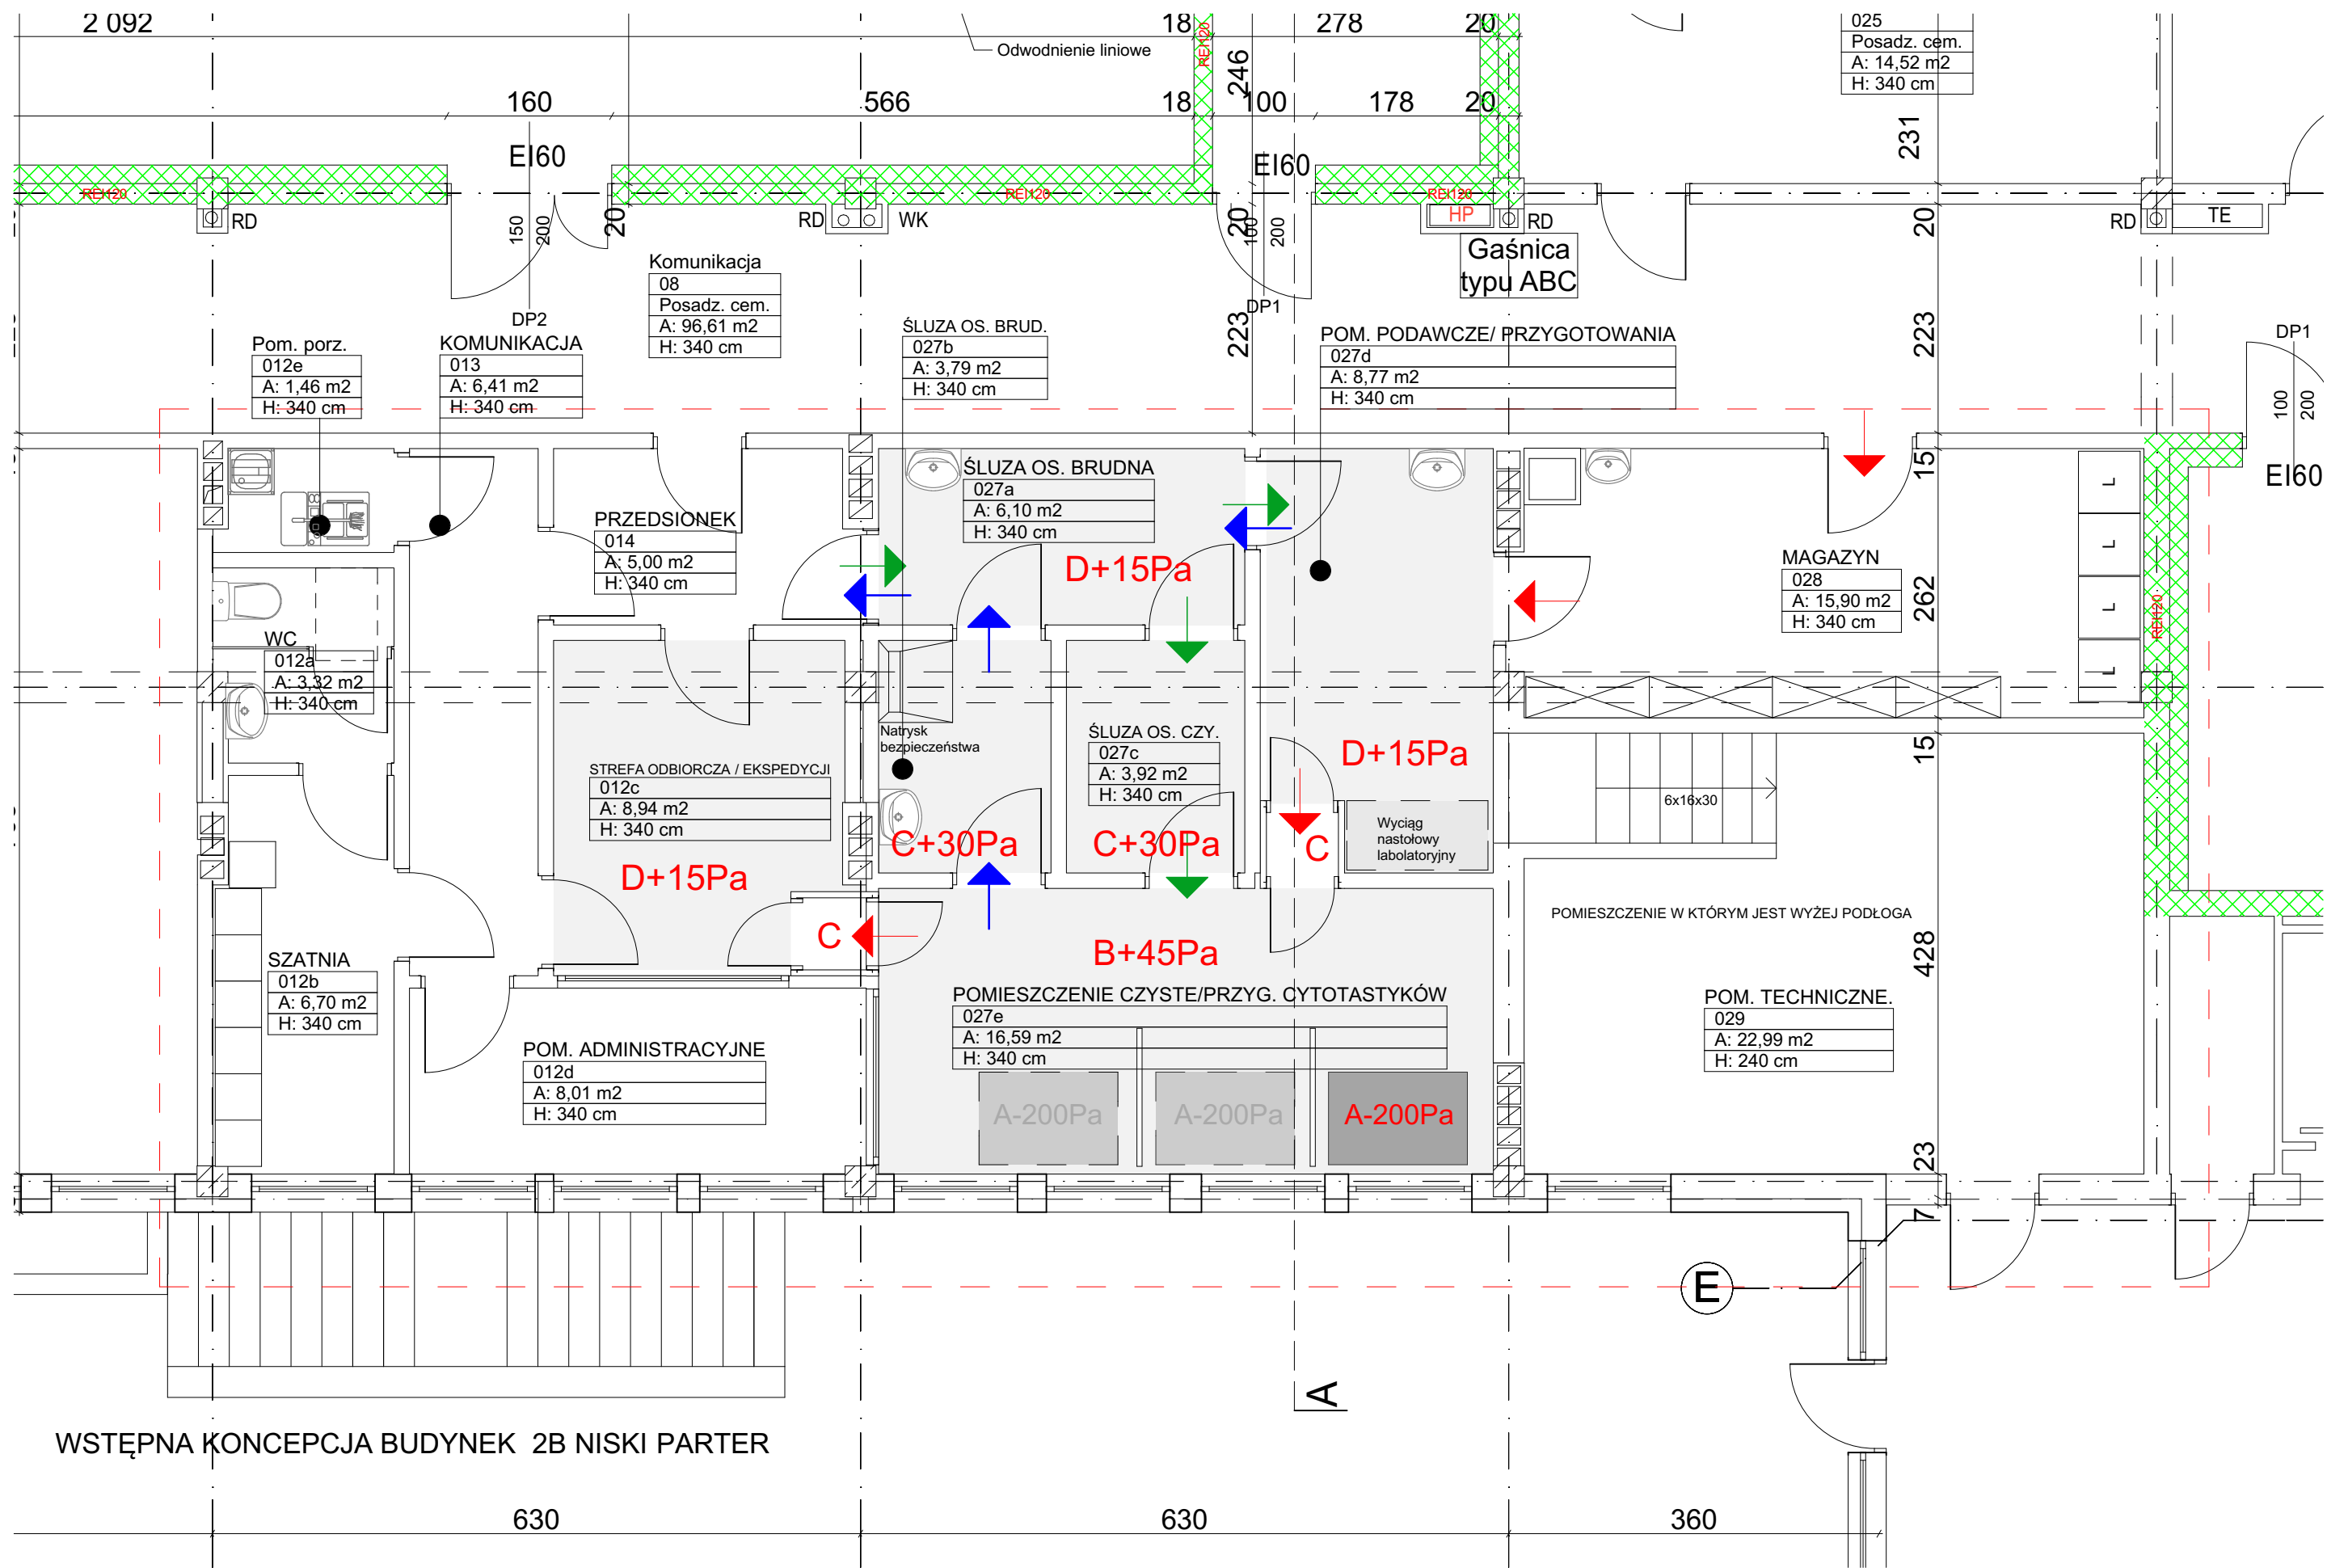 2 092
18
278
20
Odwodnienie liniowe
REI120
246
025
Posadz. cem.
A: 14,52 m2
H: 340 cm
160
566
18
100
178
20
231
EI60
EI60
REI120
REI120
REI120
HP
RD
150
200
20
RD
WK
20
100
200
RD
20
RD
TE
Gaśnica
typu ABC
Komunikacja
08
Posadz. cem.
A: 96,61 m2
H: 340 cm
DP2
DP1
223
223
DP1
100
200
EI60
Pom. porz.
012e
A: 1,46 m2
H: 340 cm
KOMUNIKACJA
013
A: 6,41 m2
H: 340 cm
ŚLUZA OS. BRUD.
027b
A: 3,79 m2
H: 340 cm
POM. PODAWCZE/ PRZYGOTOWANIA
027d
A: 8,77 m2
H: 340 cm
ŚLUZA OS. BRUDNA
027a
A: 6,10 m2
H: 340 cm
D+15Pa
15
PRZEDSIONEK
014
A: 5,00 m2
H: 340 cm
MAGAZYN
028
A: 15,90 m2
H: 340 cm
262
REI120
WC
012a
A: 3,32 m2
H: 340 cm
Natrysk
bezpieczeństwa
ŚLUZA OS. CZY.
027c
A: 3,92 m2
H: 340 cm
D+15Pa
15
STREFA ODBIORCZA / EKSPEDYCJI
012c
A: 8,94 m2
H: 340 cm
D+15Pa
C+30Pa
C+30Pa
C
Wyciąg
nastołowy
labolatoryjny
6x16x30
POMIESZCZENIE W KTÓRYM JEST WYŻEJ PODŁOGA
C
B+45Pa
428
SZATNIA
012b
A: 6,70 m2
H: 340 cm
POMIESZCZENIE CZYSTE/PRZYG. CYTOTASTYKÓW
027e
A: 16,59 m2
H: 340 cm
POM. TECHNICZNE.
029
A: 22,99 m2
H: 240 cm
POM. ADMINISTRACYJNE
012d
A: 8,01 m2
H: 340 cm
A-200Pa
A-200Pa
A-200Pa
23
7
E
A
WSTĘPNA KONCEPCJA BUDYNEK 2B NISKI PARTER
630
630
360